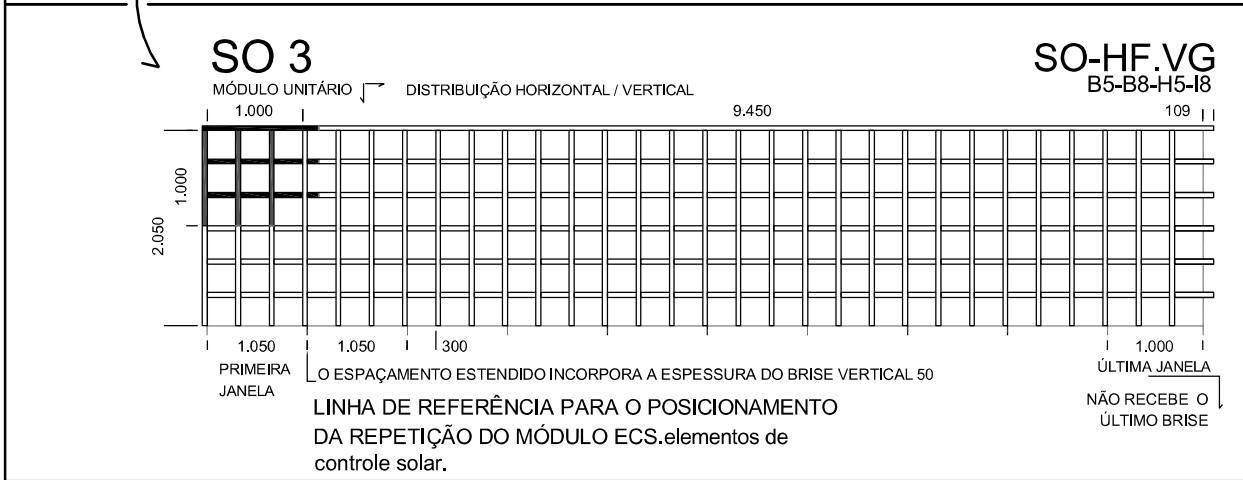 SO 3
SO-HF.VG
B5-B8-H5-I8
MÓDULO UNITÁRIO
DISTRIBUIÇÃO HORIZONTAL / VERTICAL
1.000
9.450
109
1.000
2.050
1.050
1.050
300
1.000
PRIMEIRA
JANELA
O ESPAÇAMENTO ESTENDIDO INCORPORA A ESPESSURA DO BRISE VERTICAL 50
ÚLTIMA JANELA
NÃO RECEBE O
ÚLTIMO BRISE
LINHA DE REFERÊNCIA PARA O POSICIONAMENTO
DA REPETIÇÃO DO MÓDULO ECS.elementos de
controle solar.